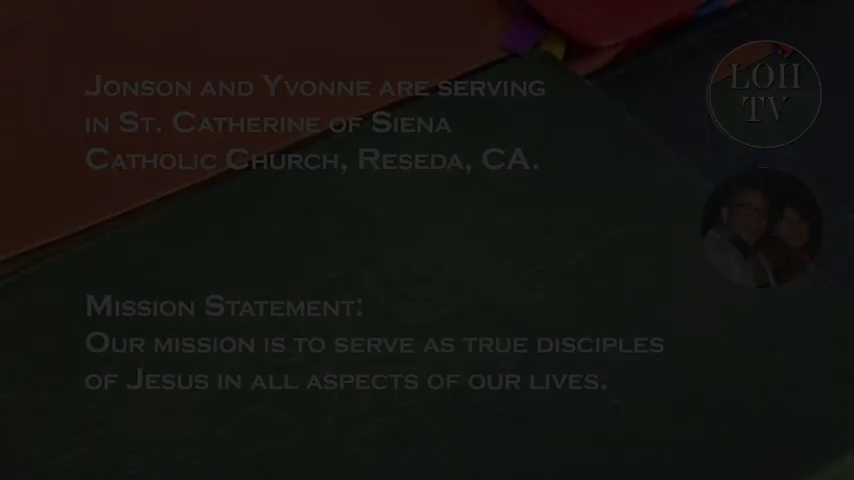 Jonson and Yvonne are serving
in St. Catherine of Siena
Catholic Church, Reseda, CA.
LOH
TV
Mission Statement:
Our mission is to serve as true disciples
of Jesus in all aspects of our lives.